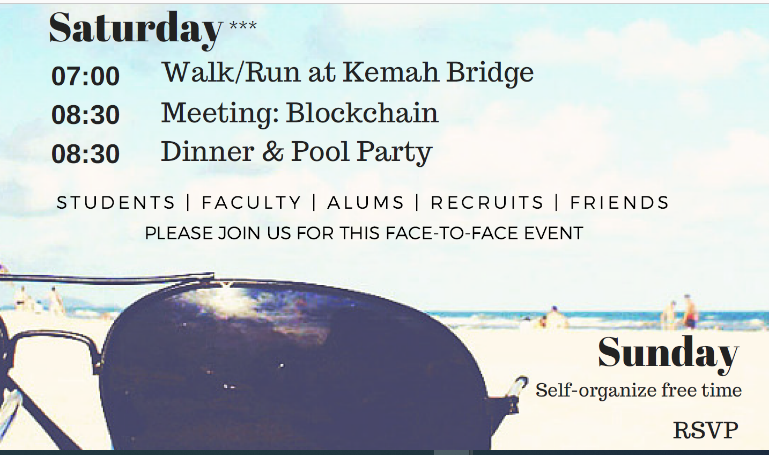 Saturday ***
07:00 Walk/Run at Kemah Bridge
08:30 Meeting: Blockchain
08:30 Dinner & Pool Party
STUDENTS | FACULTY | ALUMS | RECRUITS | FRIENDS
PLEASE JOIN US FOR THIS FACE-TO-FACE EVENT
Sunday
Self-organize free time
RSVP